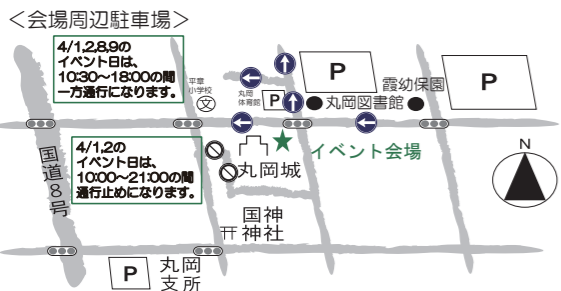 ＜会場周辺駐車場＞
4/1,2,8,9の
イベント日は、
10:30～18:00の間
一方通行になります。
平章
小学校
文
丸岡
体育館
P
P
霞幼保園
P
丸岡図書館
4/1,2の
イベント日は、
10:00～21:00の間
通行止めになります。
イベント会場
丸岡城
国道8号
N
国神
神社
P
丸岡
支所